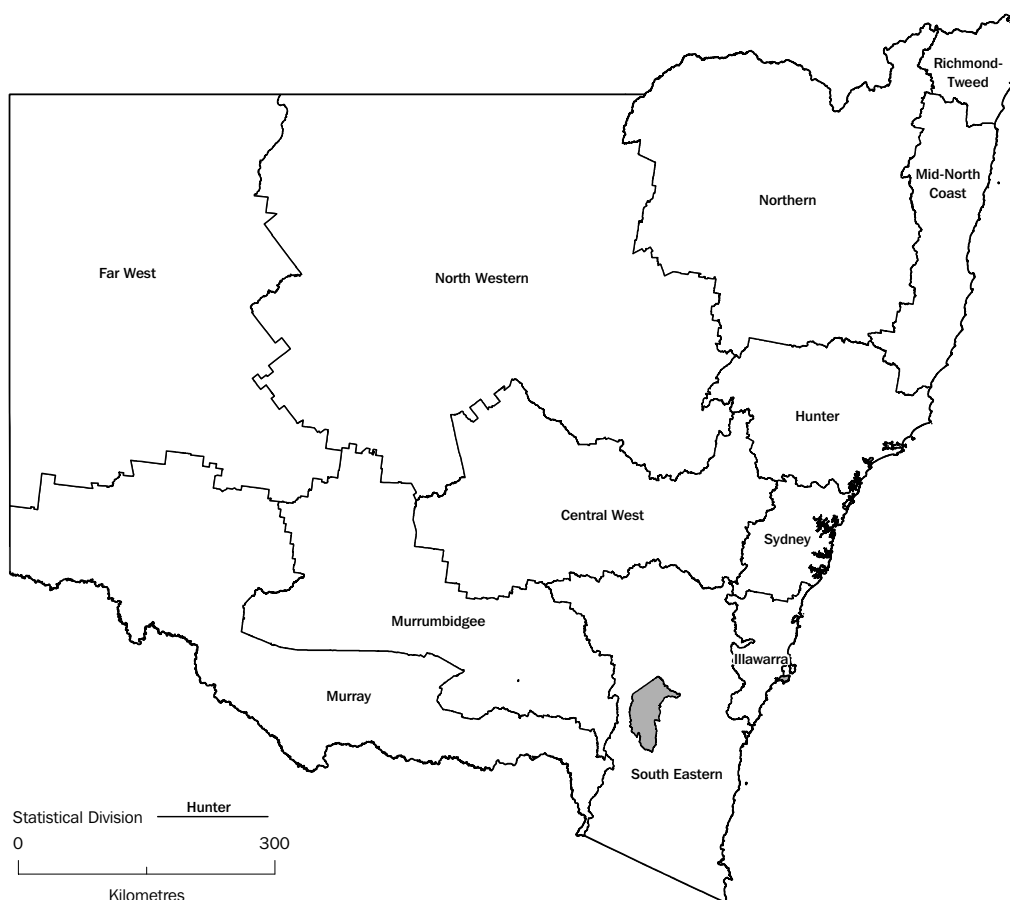 Richmond-
Tweed
Mid-North
Coast
Northern
Far West
North Western
Hunter
Central West
Sydney
Murrumbidgee
Illawarra
Murray
South Eastern
Statistical Division Hunter
0 300
Kilometres